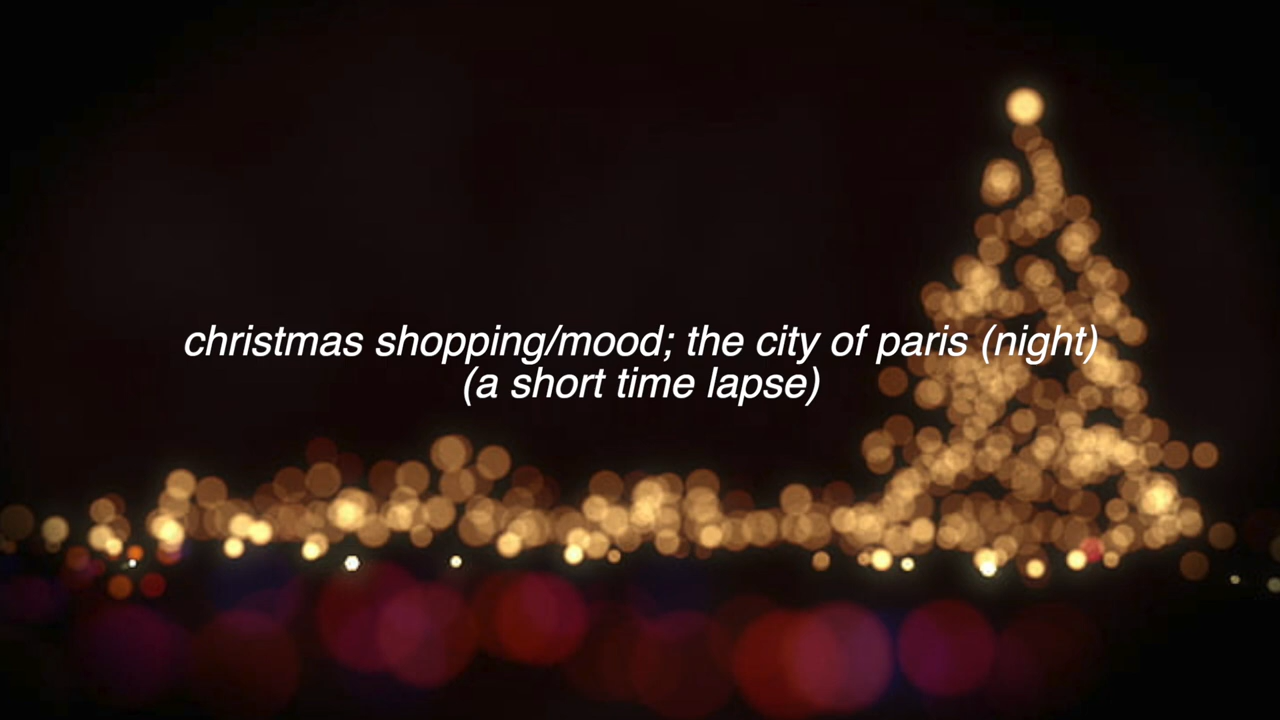 christmas shopping/mood; the city of paris (night)
(a short time lapse)